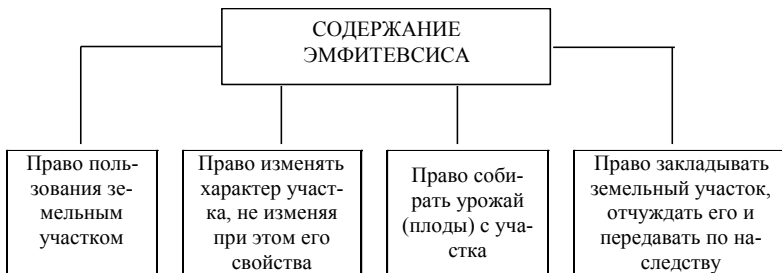 СОДЕРЖАНИЕ
ЭМФИТЕВСИСА
Право поль-
зования зе-
мельным
участком
Право изменять
характер участ-
ка, не изменяя
при этом его
свойства
Право соби-
рать урожай
(плоды) с уча-
стка
Право закладывать
земельный участок,
отчуждать его и
передавать по на-
следству